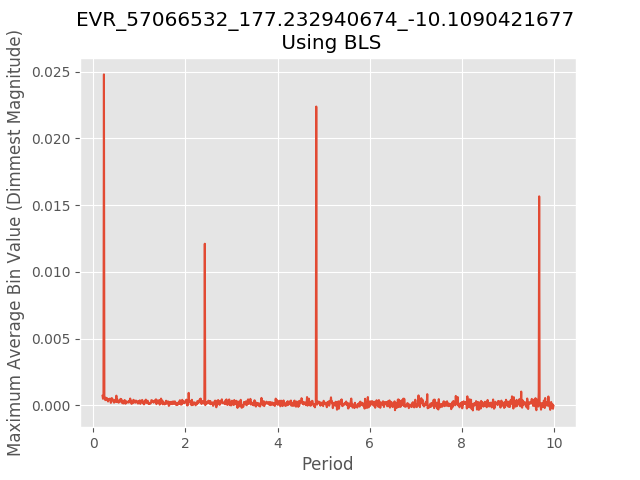 EVR_57066532_177.232940674_-10.1090421677
Using BLS
Maximum Average Bin Value (Dimmest Magnitude)
0.025
0.020
0.015
0.010
0.005
0.000
0 2 4 6 8 10
Period